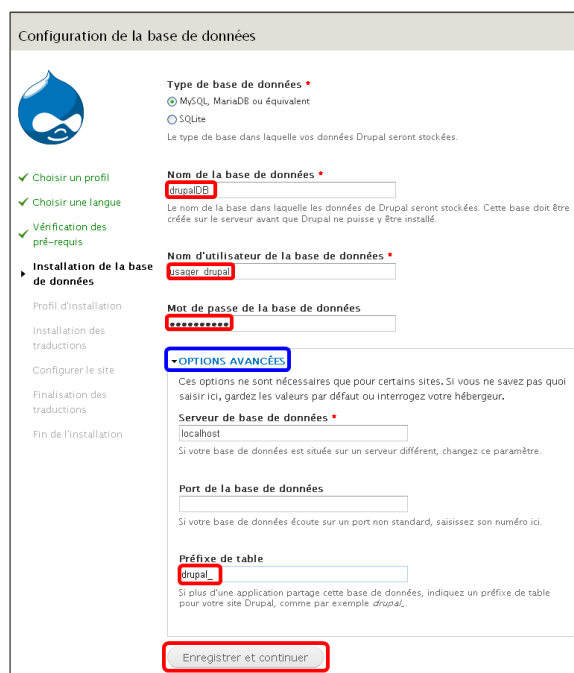 Configuration de la base de données
Type de base de données *
MySQL, MariaDB ou équivalent
SQLite
Le type de base dans laquelle vos données Drupal seront stockées.
Choisir un profil
Choisir une langue
Vérification des
pré-requis
Installation de la base
de données
Profil d'installation
Installation des
traductions
Configurer le site
Finalisation des
traductions
Fin de l'installation
Nom de la base de données *
drupalDB
Le nom de la base dans laquelle les données de Drupal seront stockées. Cette base doit être
créée sur le serveur avant que Drupal ne puisse y être installé.
Nom d'utilisateur de la base de données *
usager_drupal
Mot de passe de la base de données
●●●●●●●●●●
OPTIONS AVANCÉES
Ces options ne sont nécessaires que pour certains sites. Si vous ne savez pas quoi
saisir ici, gardez les valeurs par défaut ou interrogez votre hébergeur.
Serveur de base de données *
localhost
Si votre base de données est située sur un serveur différent, changez ce paramètre.
Port de la base de données
Si votre base de données écoute sur un port non standard, saisissez son numéro ici.
Préfixe de table
drupal_
Si plus d'une application partage cette base de données, indiquez un préfixe de table
pour votre site Drupal, comme par exemple drupal_.
Enregistrer et continuer